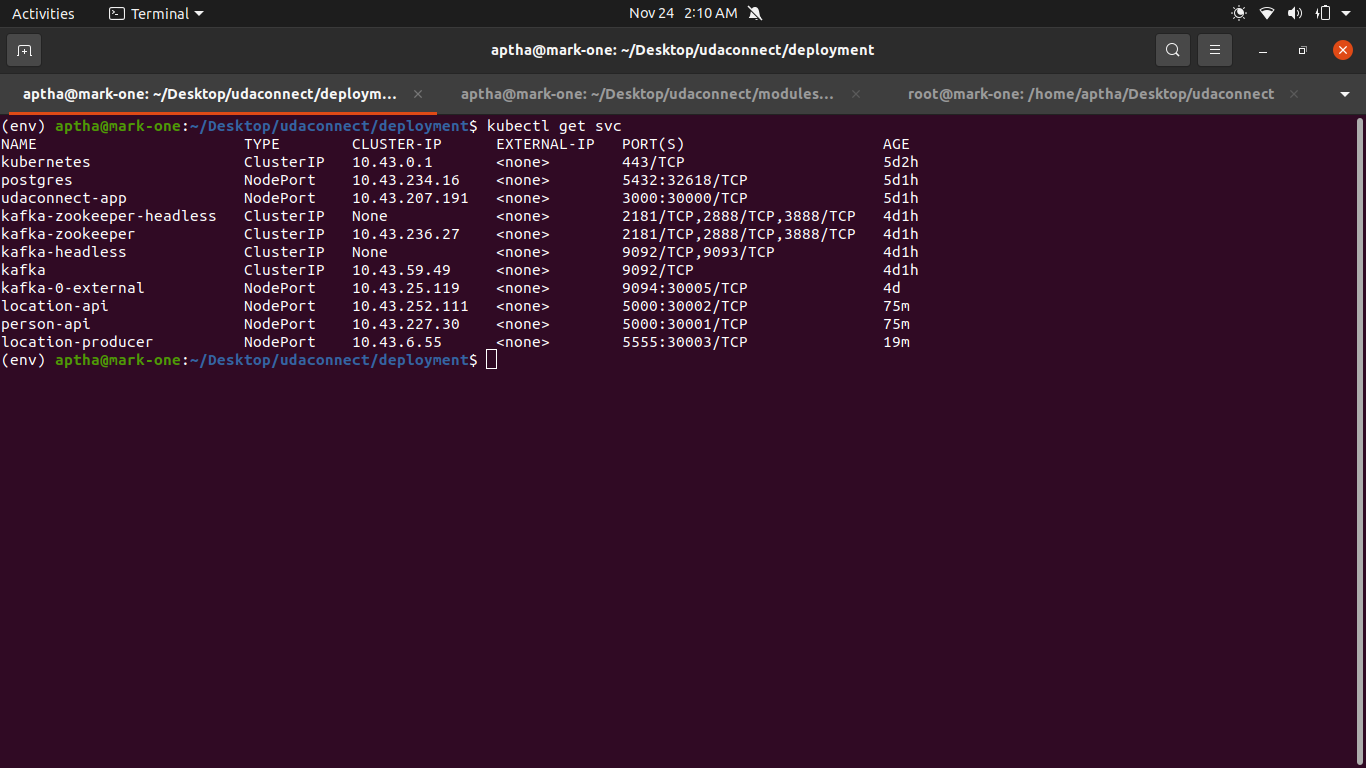 Activities Terminal Nov 24 2:10 AM
aptha@mark-one: ~/Desktop/udaconnect/deployment
aptha@mark-one: ~/Desktop/udaconnect/deploym... aptha@mark-one: ~/Desktop/udaconnect/modules... root@mark-one: /home/aptha/Desktop/udaconnect
(env) aptha@mark-one:~/Desktop/udaconnect/deployment$ kubectl get svc
NAME TYPE CLUSTER-IP EXTERNAL-IP PORT(S) AGE
kubernetes ClusterIP 10.43.0.1 <none> 443/TCP 5d2h
postgres NodePort 10.43.234.16 <none> 5432:32618/TCP 5d1h
udaconnect-app NodePort 10.43.207.191 <none> 3000:30000/TCP 5d1h
kafka-zookeeper-headless ClusterIP None <none> 2181/TCP,2888/TCP,3888/TCP 4d1h
kafka-zookeeper ClusterIP 10.43.236.27 <none> 2181/TCP,2888/TCP,3888/TCP 4d1h
kafka-headless ClusterIP None <none> 9092/TCP,9093/TCP 4d1h
kafka ClusterIP 10.43.59.49 <none> 9092/TCP 4d1h
kafka-0-external NodePort 10.43.25.119 <none> 9094:30005/TCP 4d
location-api NodePort 10.43.252.111 <none> 5000:30002/TCP 75m
person-api NodePort 10.43.227.30 <none> 5000:30001/TCP 75m
location-producer NodePort 10.43.6.55 <none> 5555:30003/TCP 19m
(env) aptha@mark-one:~/Desktop/udaconnect/deployment$